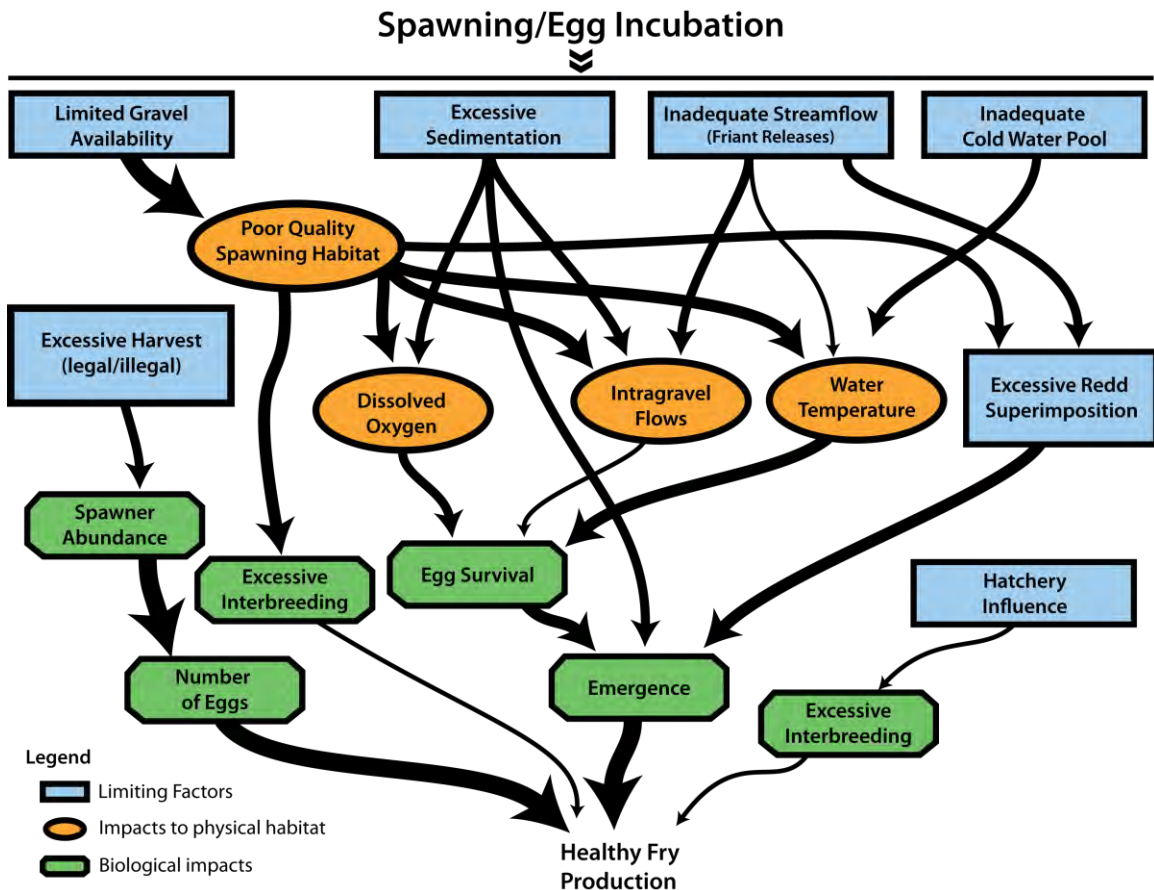 Spawning/Egg Incubation
Limited Gravel
Availability
Excessive
Sedimentation
Inadequate Streamflow
(Friant Releases)
Inadequate
Cold Water Pool
Poor Quality
Spawning Habitat
Excessive Harvest
(legal/illegal)
Dissolved
Oxygen
Intragravel
Flows
Water
Temperature
Excessive Redd
Superimposition
Spawner
Abundance
Excessive
Interbreeding
Egg Survival
Hatchery
Influence
Number
of Eggs
Emergence
Excessive
Interbreeding
Legend
Limiting Factors
Impacts to physical habitat
Biological impacts
Healthy Fry
Production